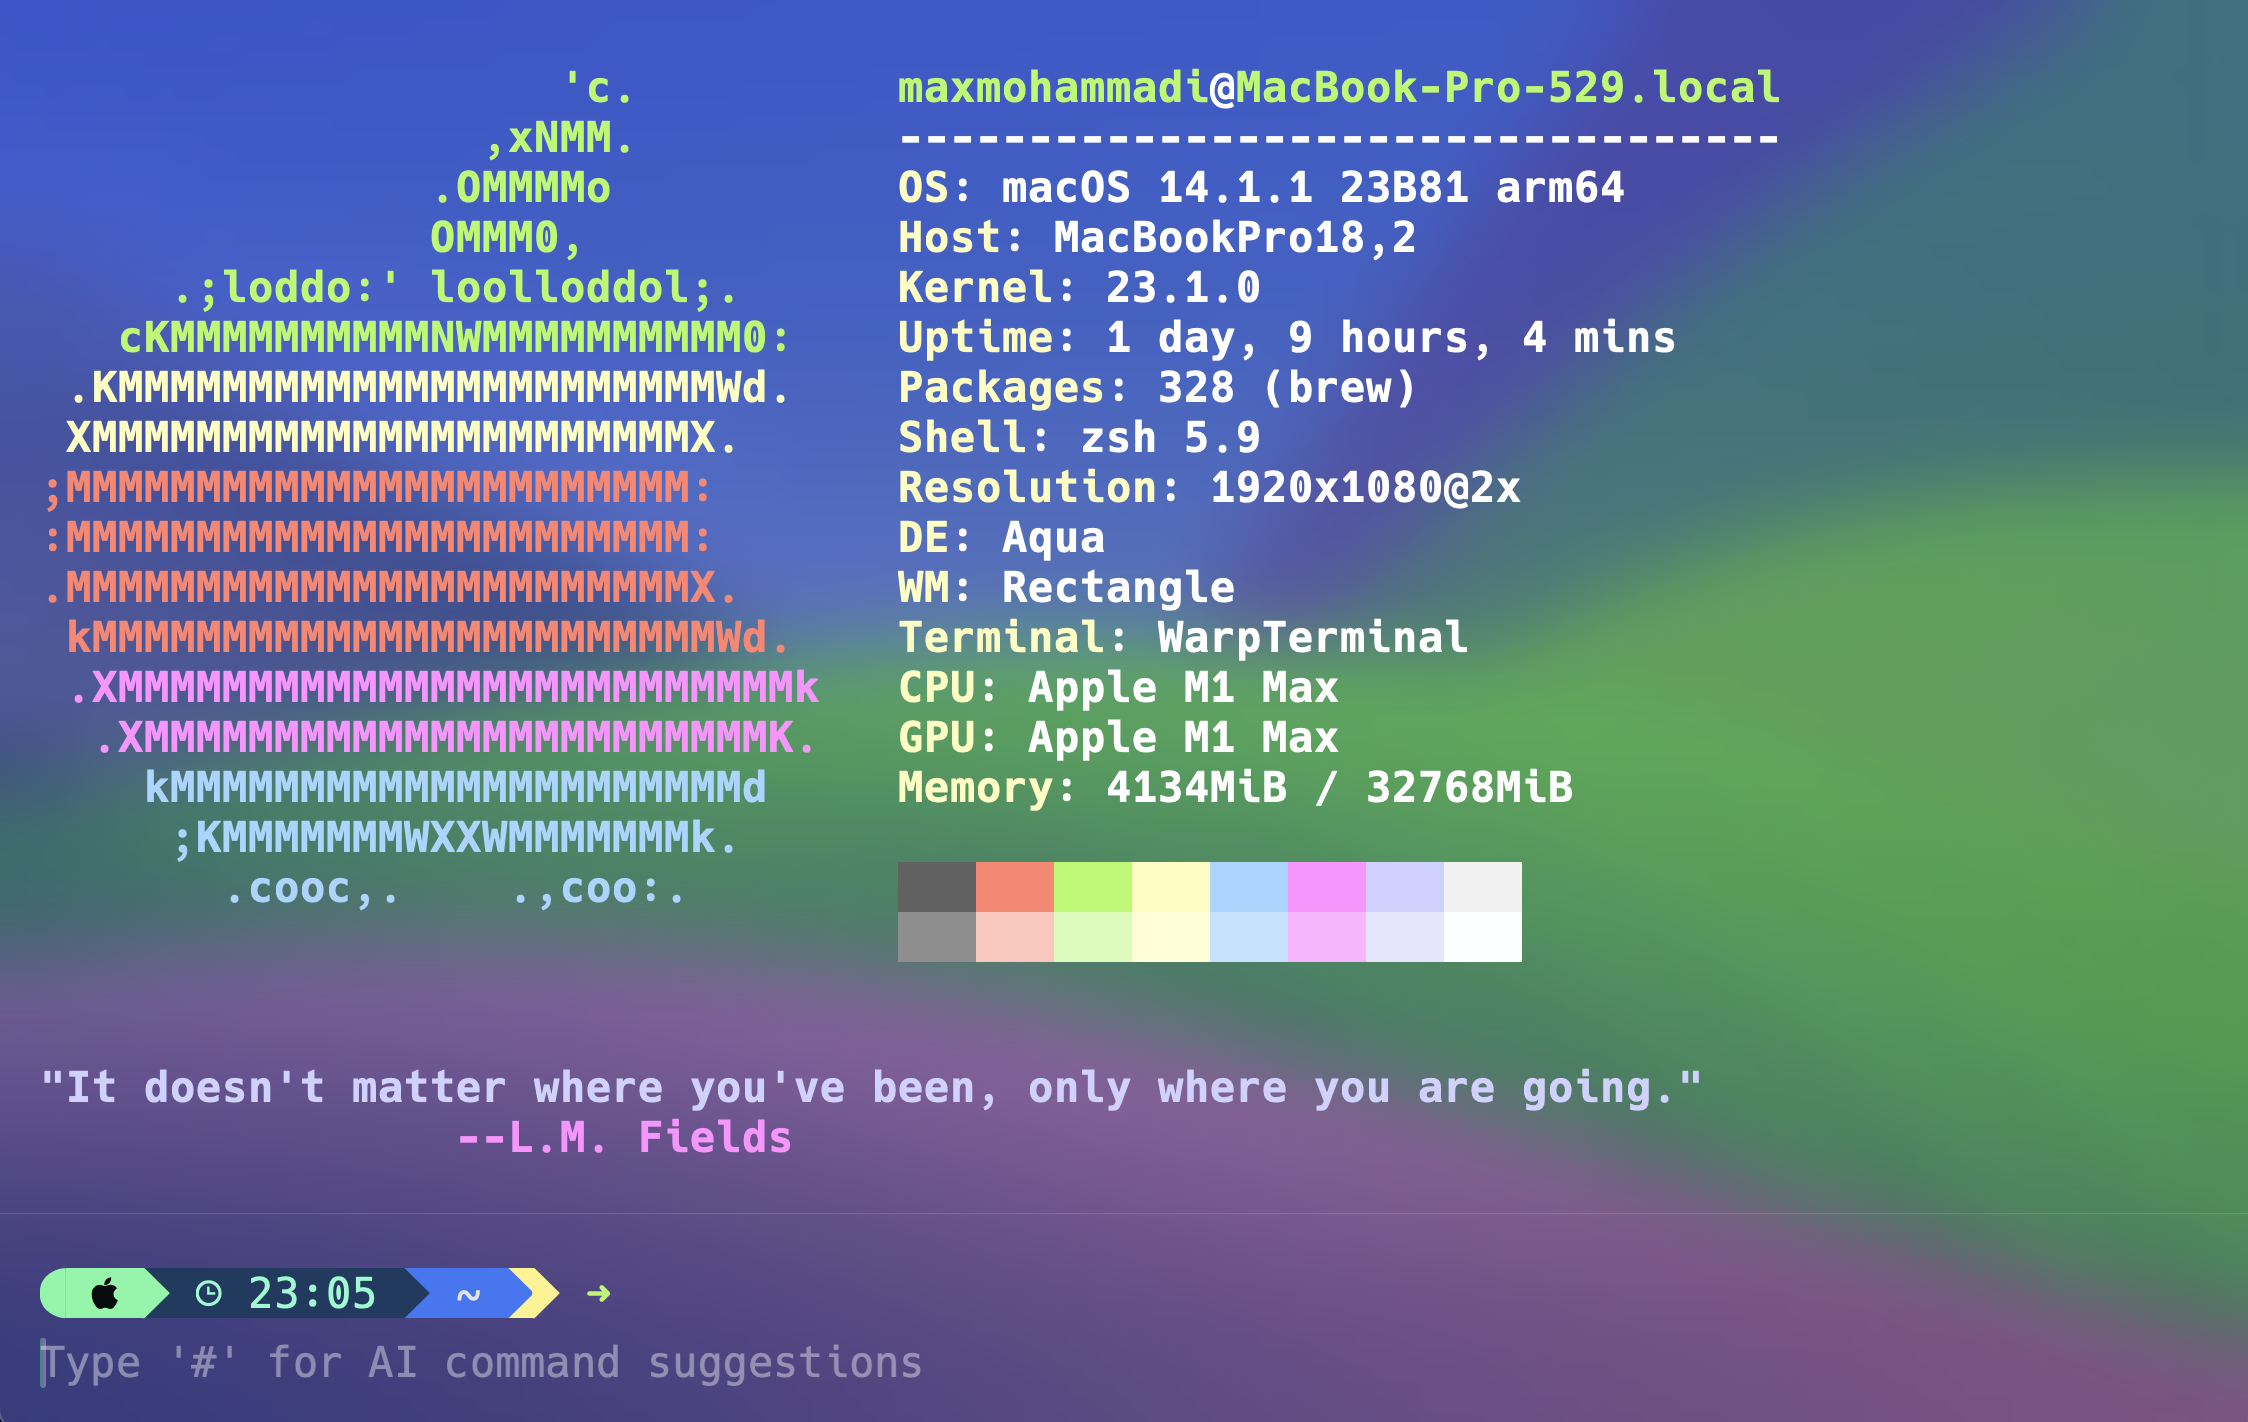 'c.
,xNMM.
.OMMMMo
OMMM0,
.;loddo:' loolloddol;.
cKMMMMMMMMMMNWMMMMMMMMMM0:
.KMMMMMMMMMMMMMMMMMMMMMMMWd.
XMMMMMMMMMMMMMMMMMMMMMMMX.
;MMMMMMMMMMMMMMMMMMMMMMMM:
:MMMMMMMMMMMMMMMMMMMMMMMM:
.MMMMMMMMMMMMMMMMMMMMMMMMX.
kMMMMMMMMMMMMMMMMMMMMMMMMWd.
.XMMMMMMMMMMMMMMMMMMMMMMMMMMk
.XMMMMMMMMMMMMMMMMMMMMMMMMK.
kMMMMMMMMMMMMMMMMMMMMMMd
;KMMMMMMMWXXWMMMMMMMk.
.cooc,.    .,coo:.
maxmohammadi@MacBook-Pro-529.local
----------------------------------
OS: macOS 14.1.1 23B81 arm64
Host: MacBookPro18,2
Kernel: 23.1.0
Uptime: 1 day, 9 hours, 4 mins
Packages: 328 (brew)
Shell: zsh 5.9
Resolution: 1920x1080@2x
DE: Aqua
WM: Rectangle
Terminal: WarpTerminal
CPU: Apple M1 Max
GPU: Apple M1 Max
Memory: 4134MiB / 32768MiB
"It doesn't matter where you've been, only where you are going."
--L.M. Fields
23:05 ~ ➜
Type '#' for AI command suggestions